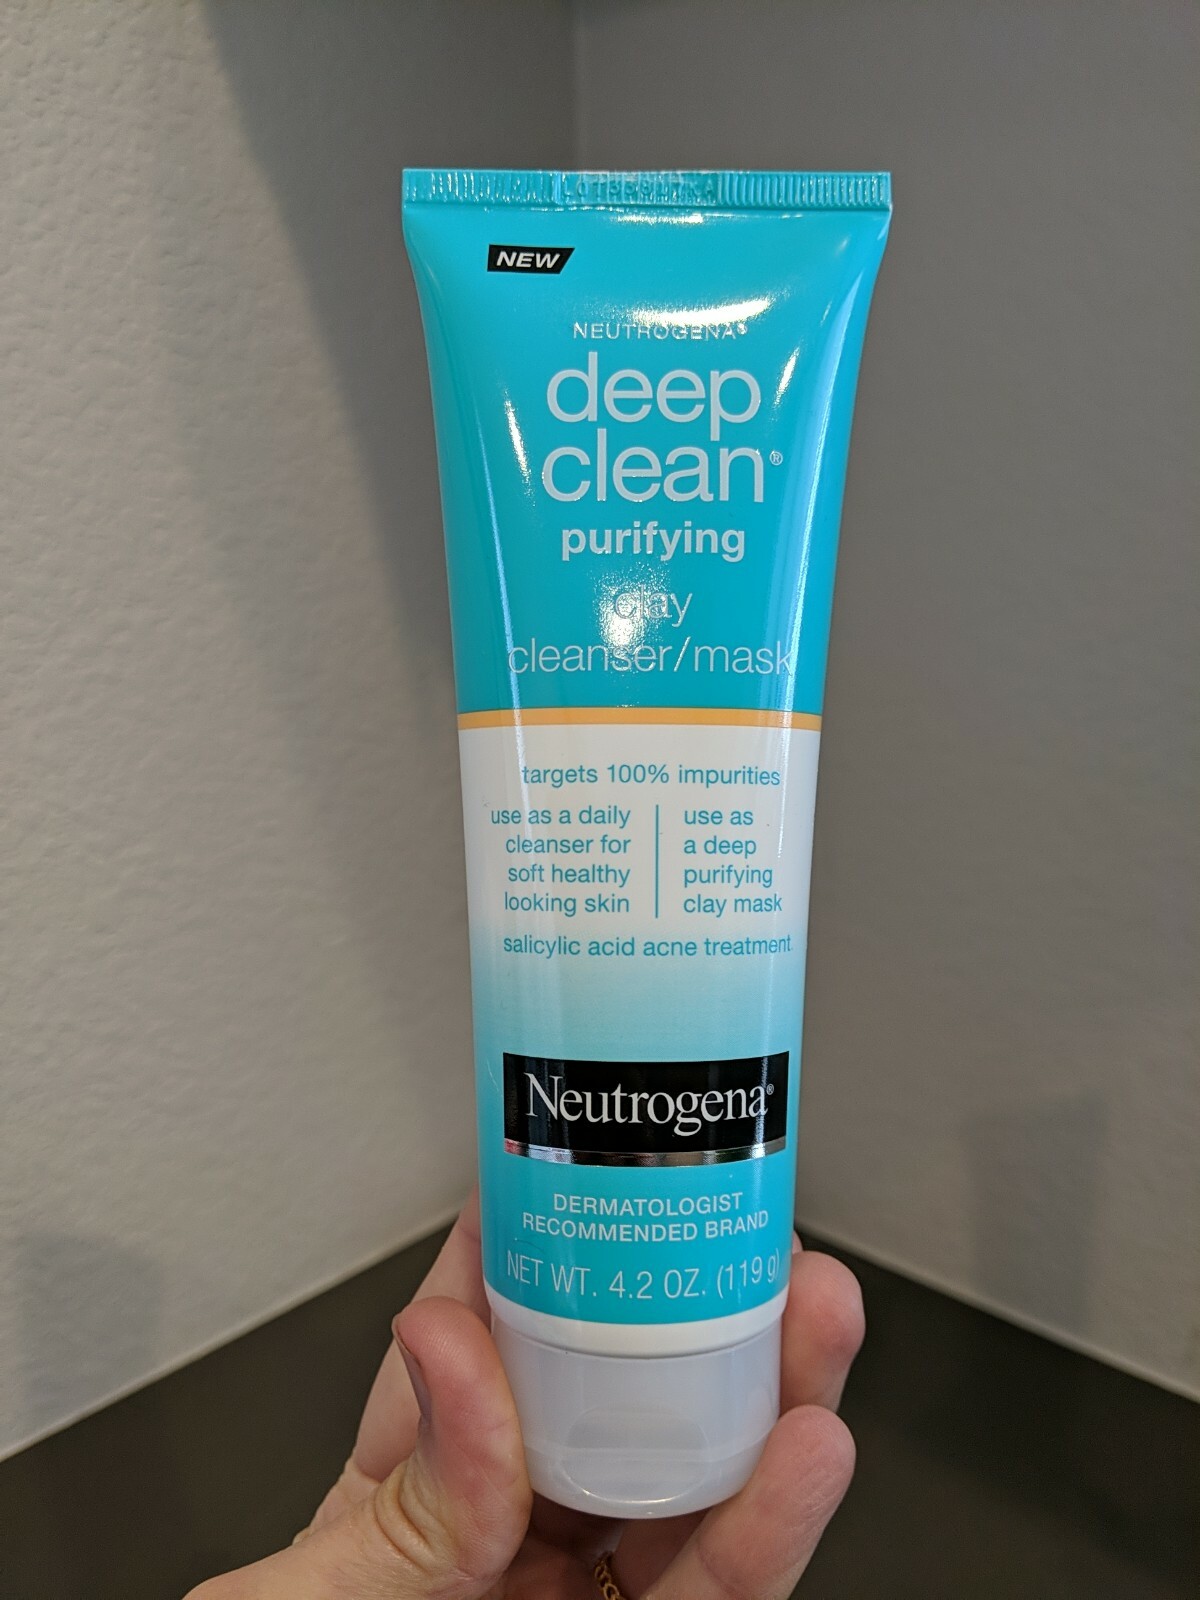 NEW
NEUTROGENA®
deep
clean®
purifying
clay
cleanser/mask
targets 100% impurities
use as a daily
cleanser for
soft healthy
looking skin
use as
a deep
purifying
clay mask
salicylic acid acne treatment
Neutrogena®
DERMATOLOGIST
RECOMMENDED BRAND
NET WT. 4.2 OZ. (119 g)